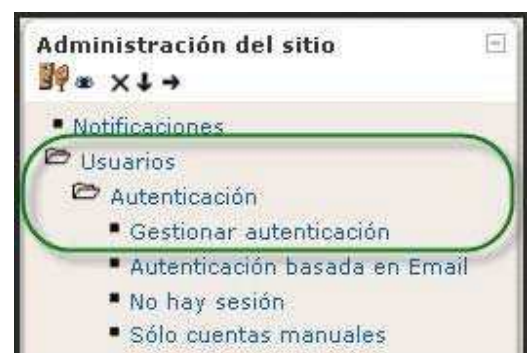 Administración del sitio
Notificaciones
Usuarios
Autenticación
Gestionar autenticación
Autenticación basada en Email
No hay sesión
Sólo cuentas manuales